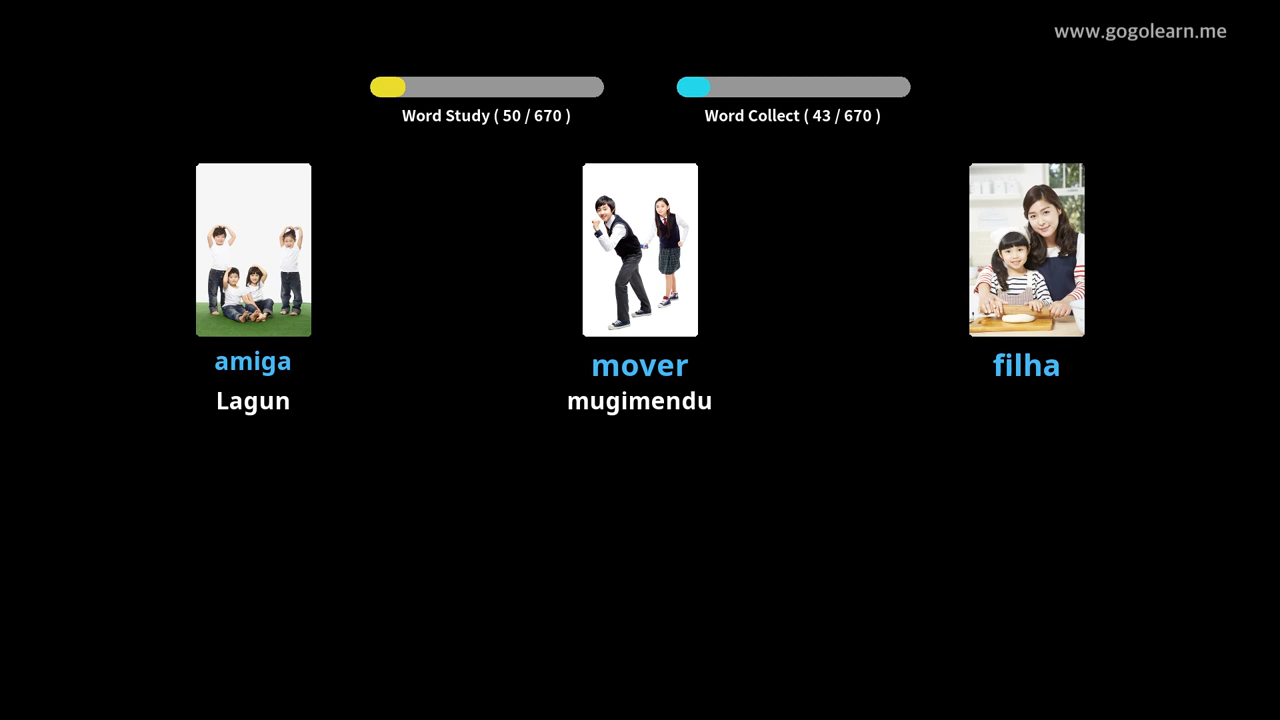 www.gogolearn.me
Word Study ( 50 / 670 )
Word Collect ( 43 / 670 )
amiga
Lagun
mover
mugimendu
filha